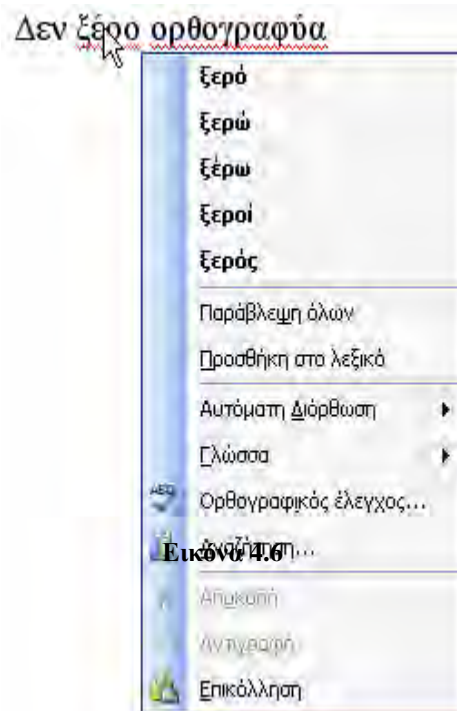 Δεν ξέρο ορθογραφύα
ξερό
ξερώ
ξέρω
ξεροί
ξερός
Παράβλεψη όλων
Προσθήκη στο λεξικό
Αυτόματη Διόρθωση
Γλώσσα
Ορθογραφικός έλεγχος...
Αναζήτηση...
Εικόνα 4.6
Αποκοπή
Αντιγραφή
Επικόλληση